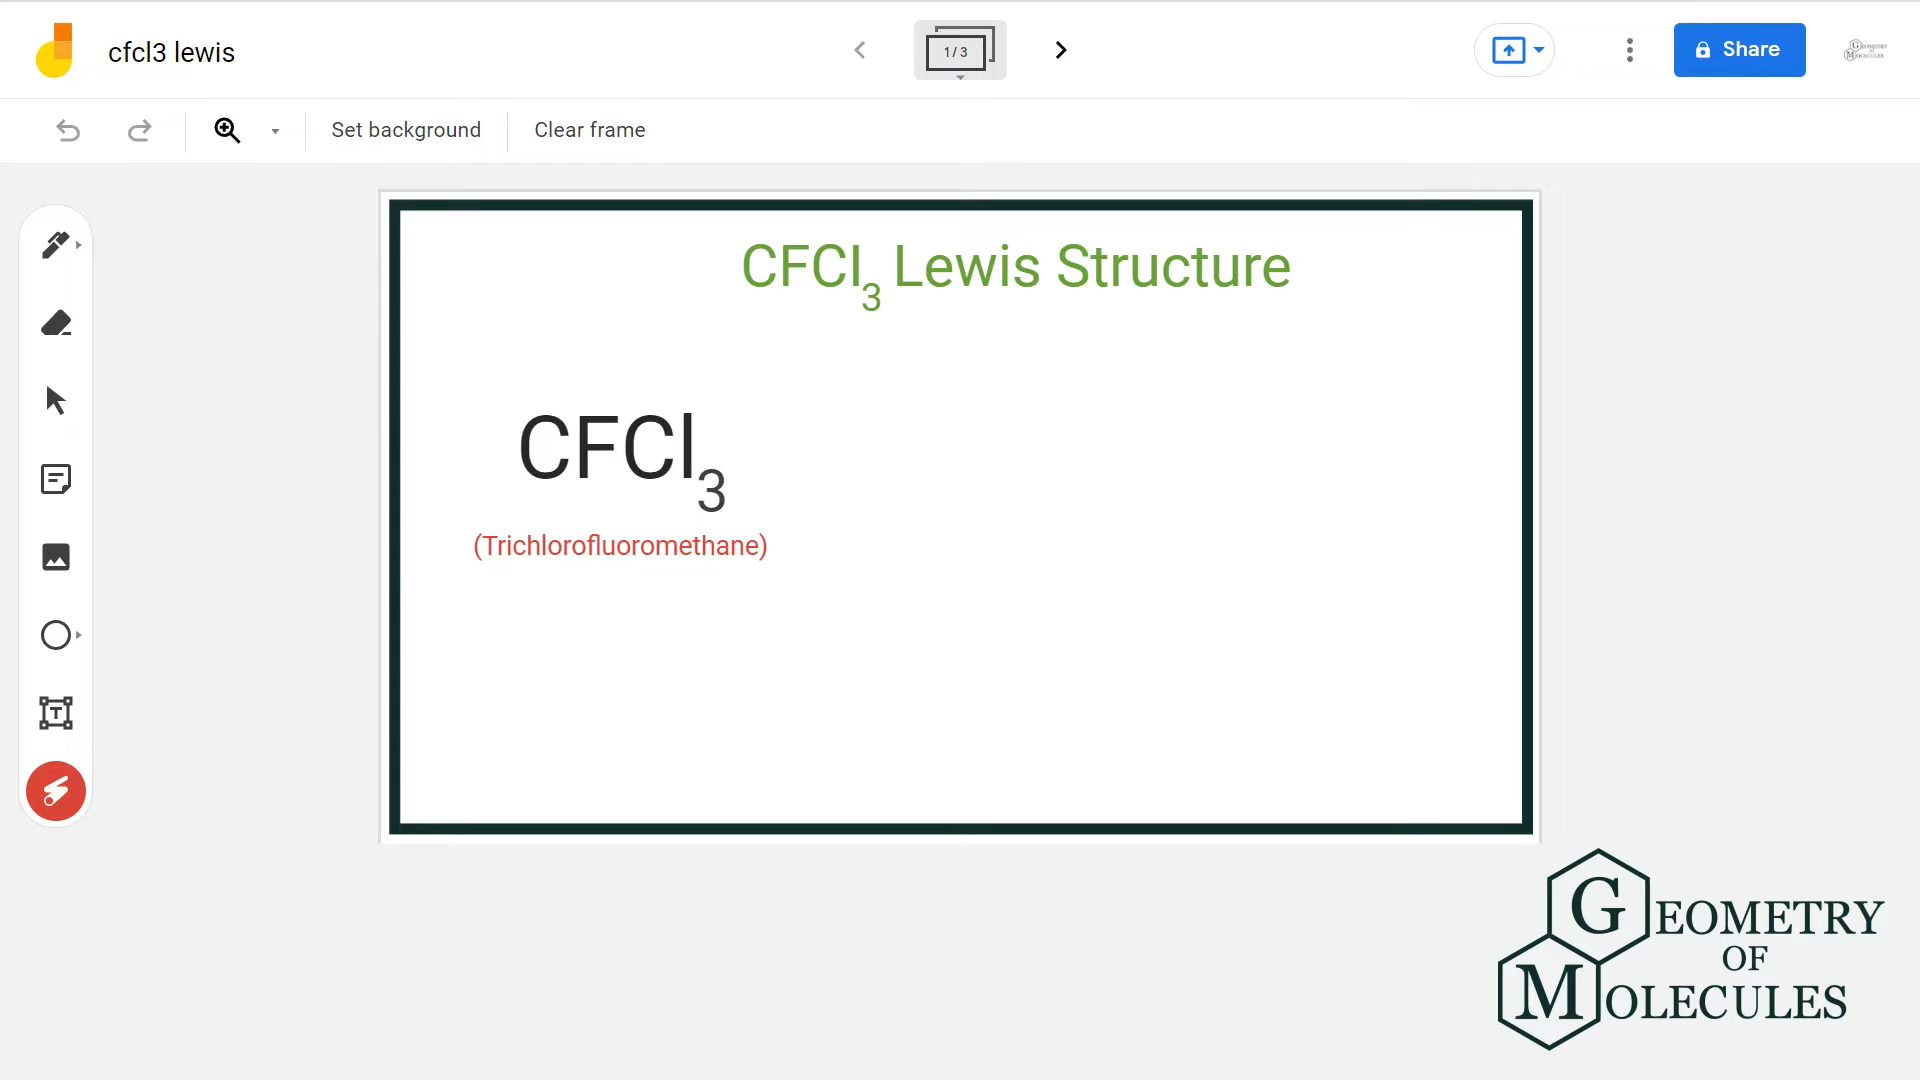 cfcl3 lewis
1 / 3
Share
Set background
Clear frame
CFCl₃ Lewis Structure
CFCl₃
(Trichlorofluoromethane)
GEOMETRY
OF
MOLECULES